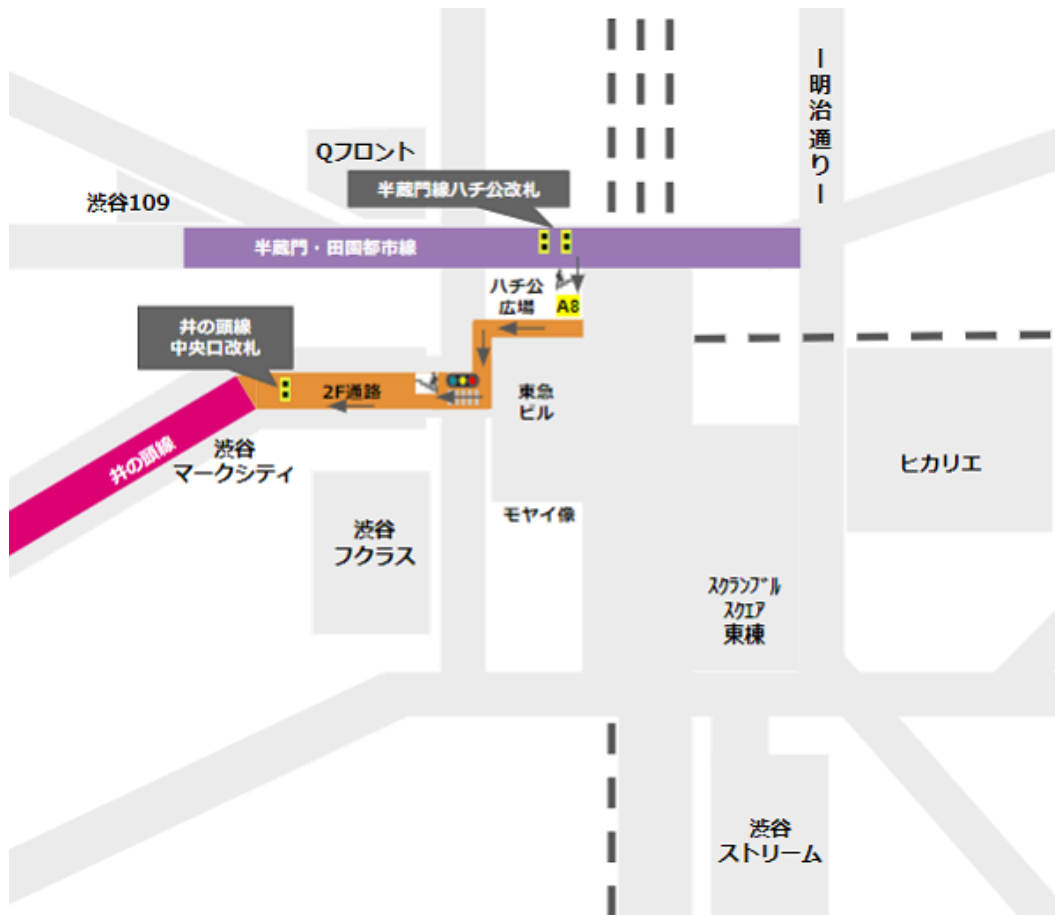 ー明治通りー
Qフロント
半蔵門線ハチ公改札
渋谷109
半蔵門・田園都市線
ハチ公
広場
A8
井の頭線
中央口改札
2F通路
東急
ビル
渋谷
マークシティ
井の頭線
ヒカリエ
モヤイ像
渋谷
フクラス
ｽｸﾗﾝﾌﾞﾙ
ｽｸｴｱ
東棟
渋谷
ストリーム